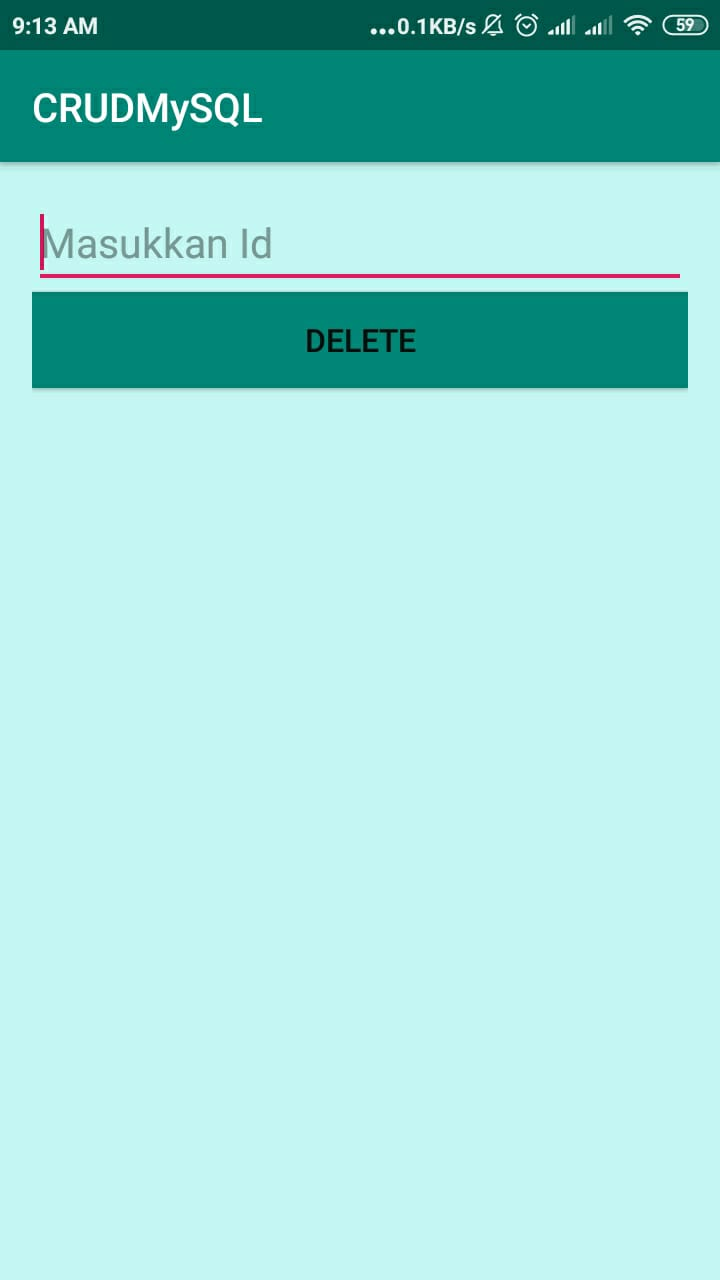 9:13 AM ...0.1KB/s 59
CRUDMySQL
Masukkan Id
DELETE